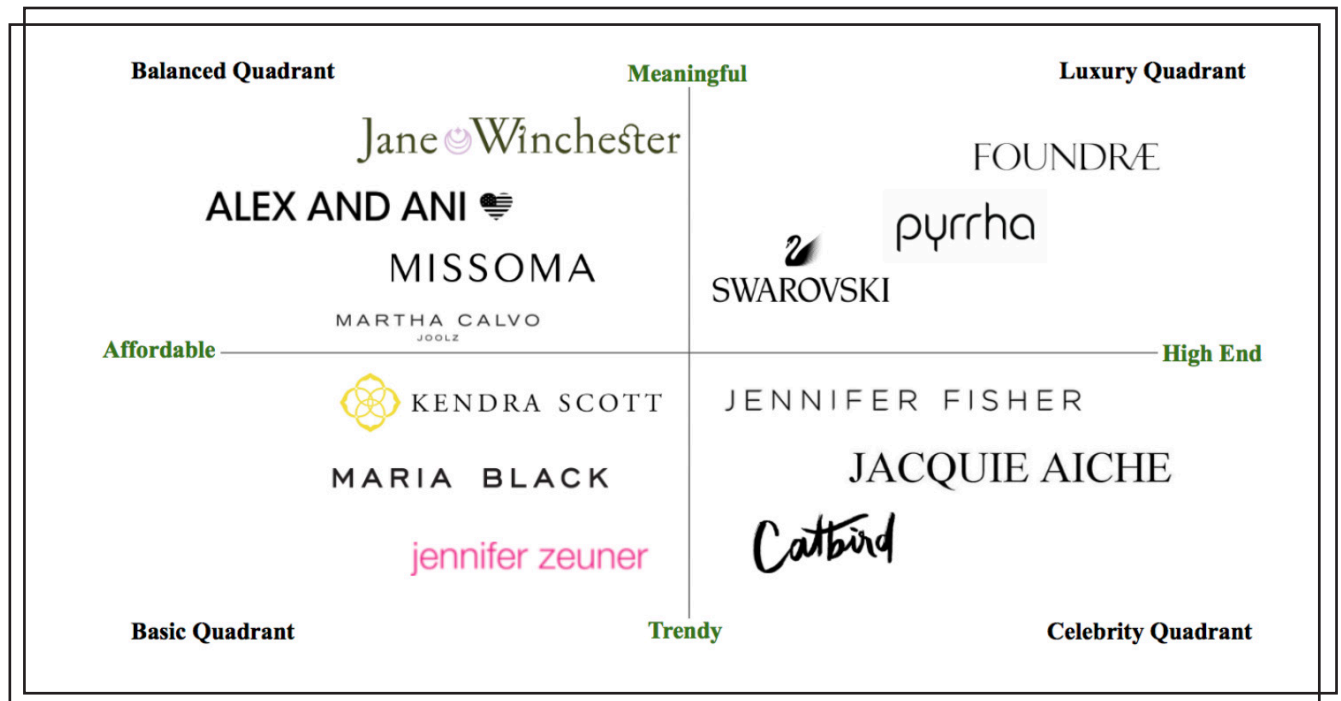 Balanced Quadrant
Meaningful
Luxury Quadrant
Jane Winchester
FOUNDRÆ
ALEX AND ANI
pyrrha
MISSOMA
SWAROVSKI
MARTHA CALVO
JOOLZ
Affordable
High End
KENDRA SCOTT
JENNIFER FISHER
MARIA BLACK
JACQUIE AICHE
Catbird
jennifer zeuner
Basic Quadrant
Trendy
Celebrity Quadrant